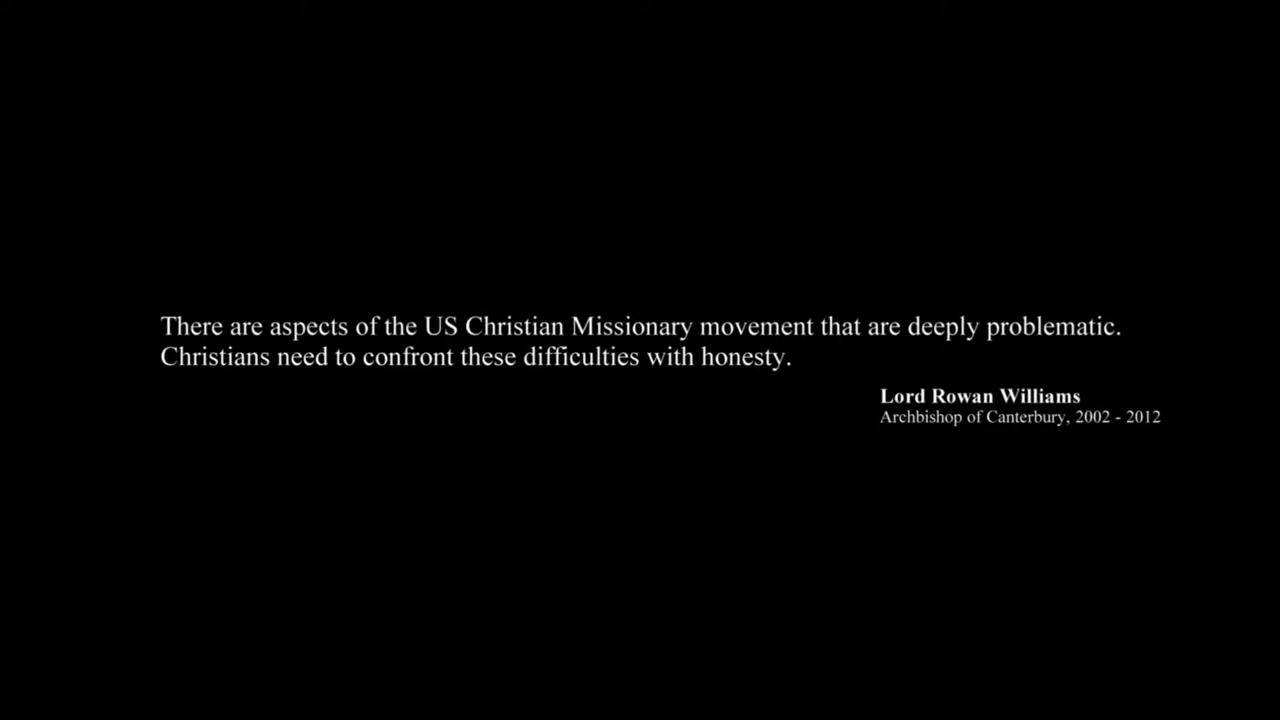 There are aspects of the US Christian Missionary movement that are deeply problematic.
Christians need to confront these difficulties with honesty.
Lord Rowan Williams
Archbishop of Canterbury, 2002 - 2012